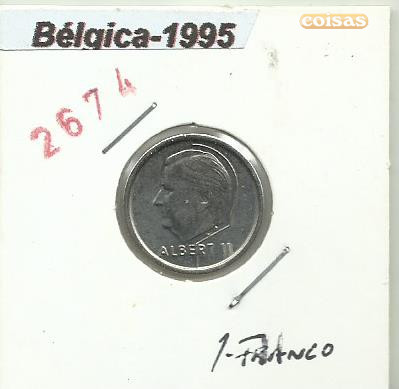 coisas
Bélgica-1995
2674
ALBERT II
1-FRANCO